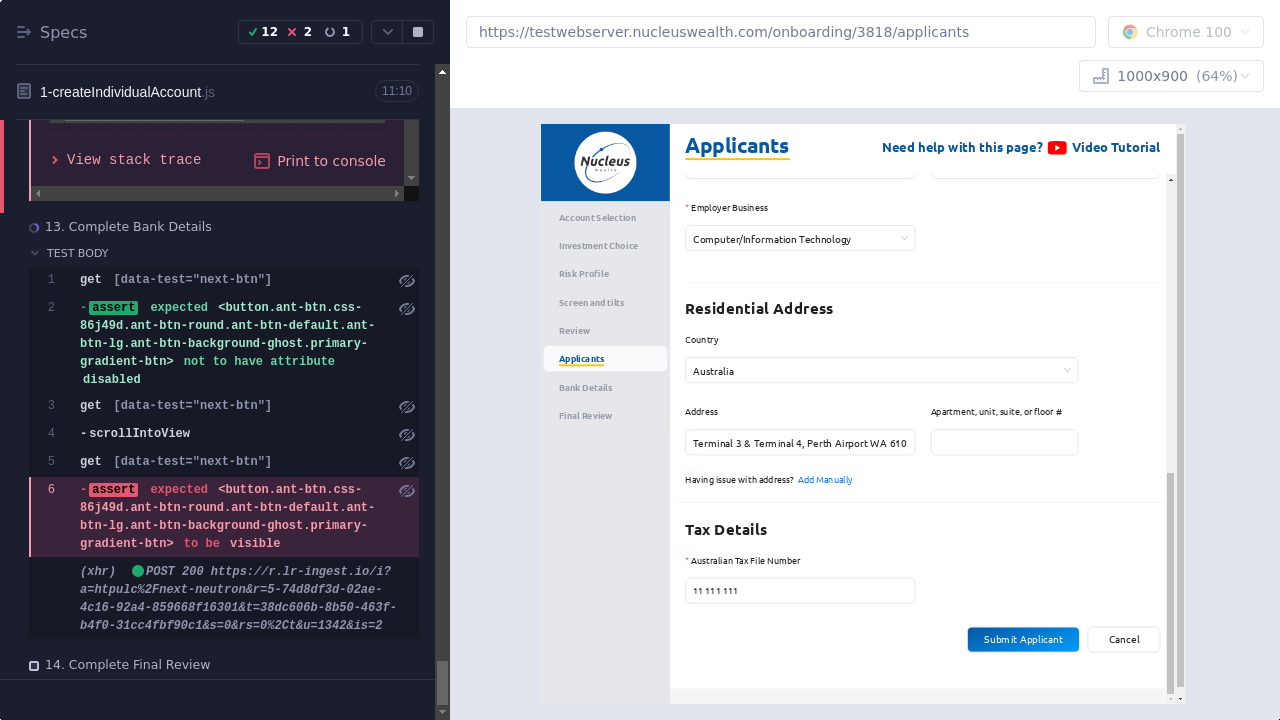 Specs
12
2
1
1-createIndividualAccount.js
11:10
View stack trace
Print to console
13. Complete Bank Details
TEST BODY
1 get [data-test="next-btn"]
2 -assert expected <button.ant-btn.css-
86j49d.ant-btn-round.ant-btn-default.ant-
btn-lg.ant-btn-background-ghost.primary-
gradient-btn> not to have attribute
disabled
3 get [data-test="next-btn"]
4 -scrollIntoView
5 get [data-test="next-btn"]
6 -assert expected <button.ant-btn.css-
86j49d.ant-btn-round.ant-btn-default.ant-
btn-lg.ant-btn-background-ghost.primary-
gradient-btn> to be visible
(xhr) POST 200 https://r.lr-ingest.io/i?
a=htpulc%2Fnext-neutron&r=5-74d8df3d-02ae-
4c16-92a4-859668f16301&t=38dc606b-8b50-463f-
b4f0-31cc4fbf90c1&s=0&rs=0%2Ct&u=1342&is=2
14. Complete Final Review
https://testwebserver.nucleuswealth.com/onboarding/3818/applicants
Chrome 100
1000x900 (64%)
Nucleus
Wealth
Account Selection
Investment Choice
Risk Profile
Screen and tilts
Review
Applicants
Bank Details
Final Review
Applicants
Need help with this page? Video Tutorial
* Employer Business
Computer/Information Technology
Residential Address
Country
Australia
Address
Apartment, unit, suite, or floor #
Terminal 3 & Terminal 4, Perth Airport WA 610
Having issue with address? Add Manually
Tax Details
* Australian Tax File Number
11 111 111
Submit Applicant
Cancel